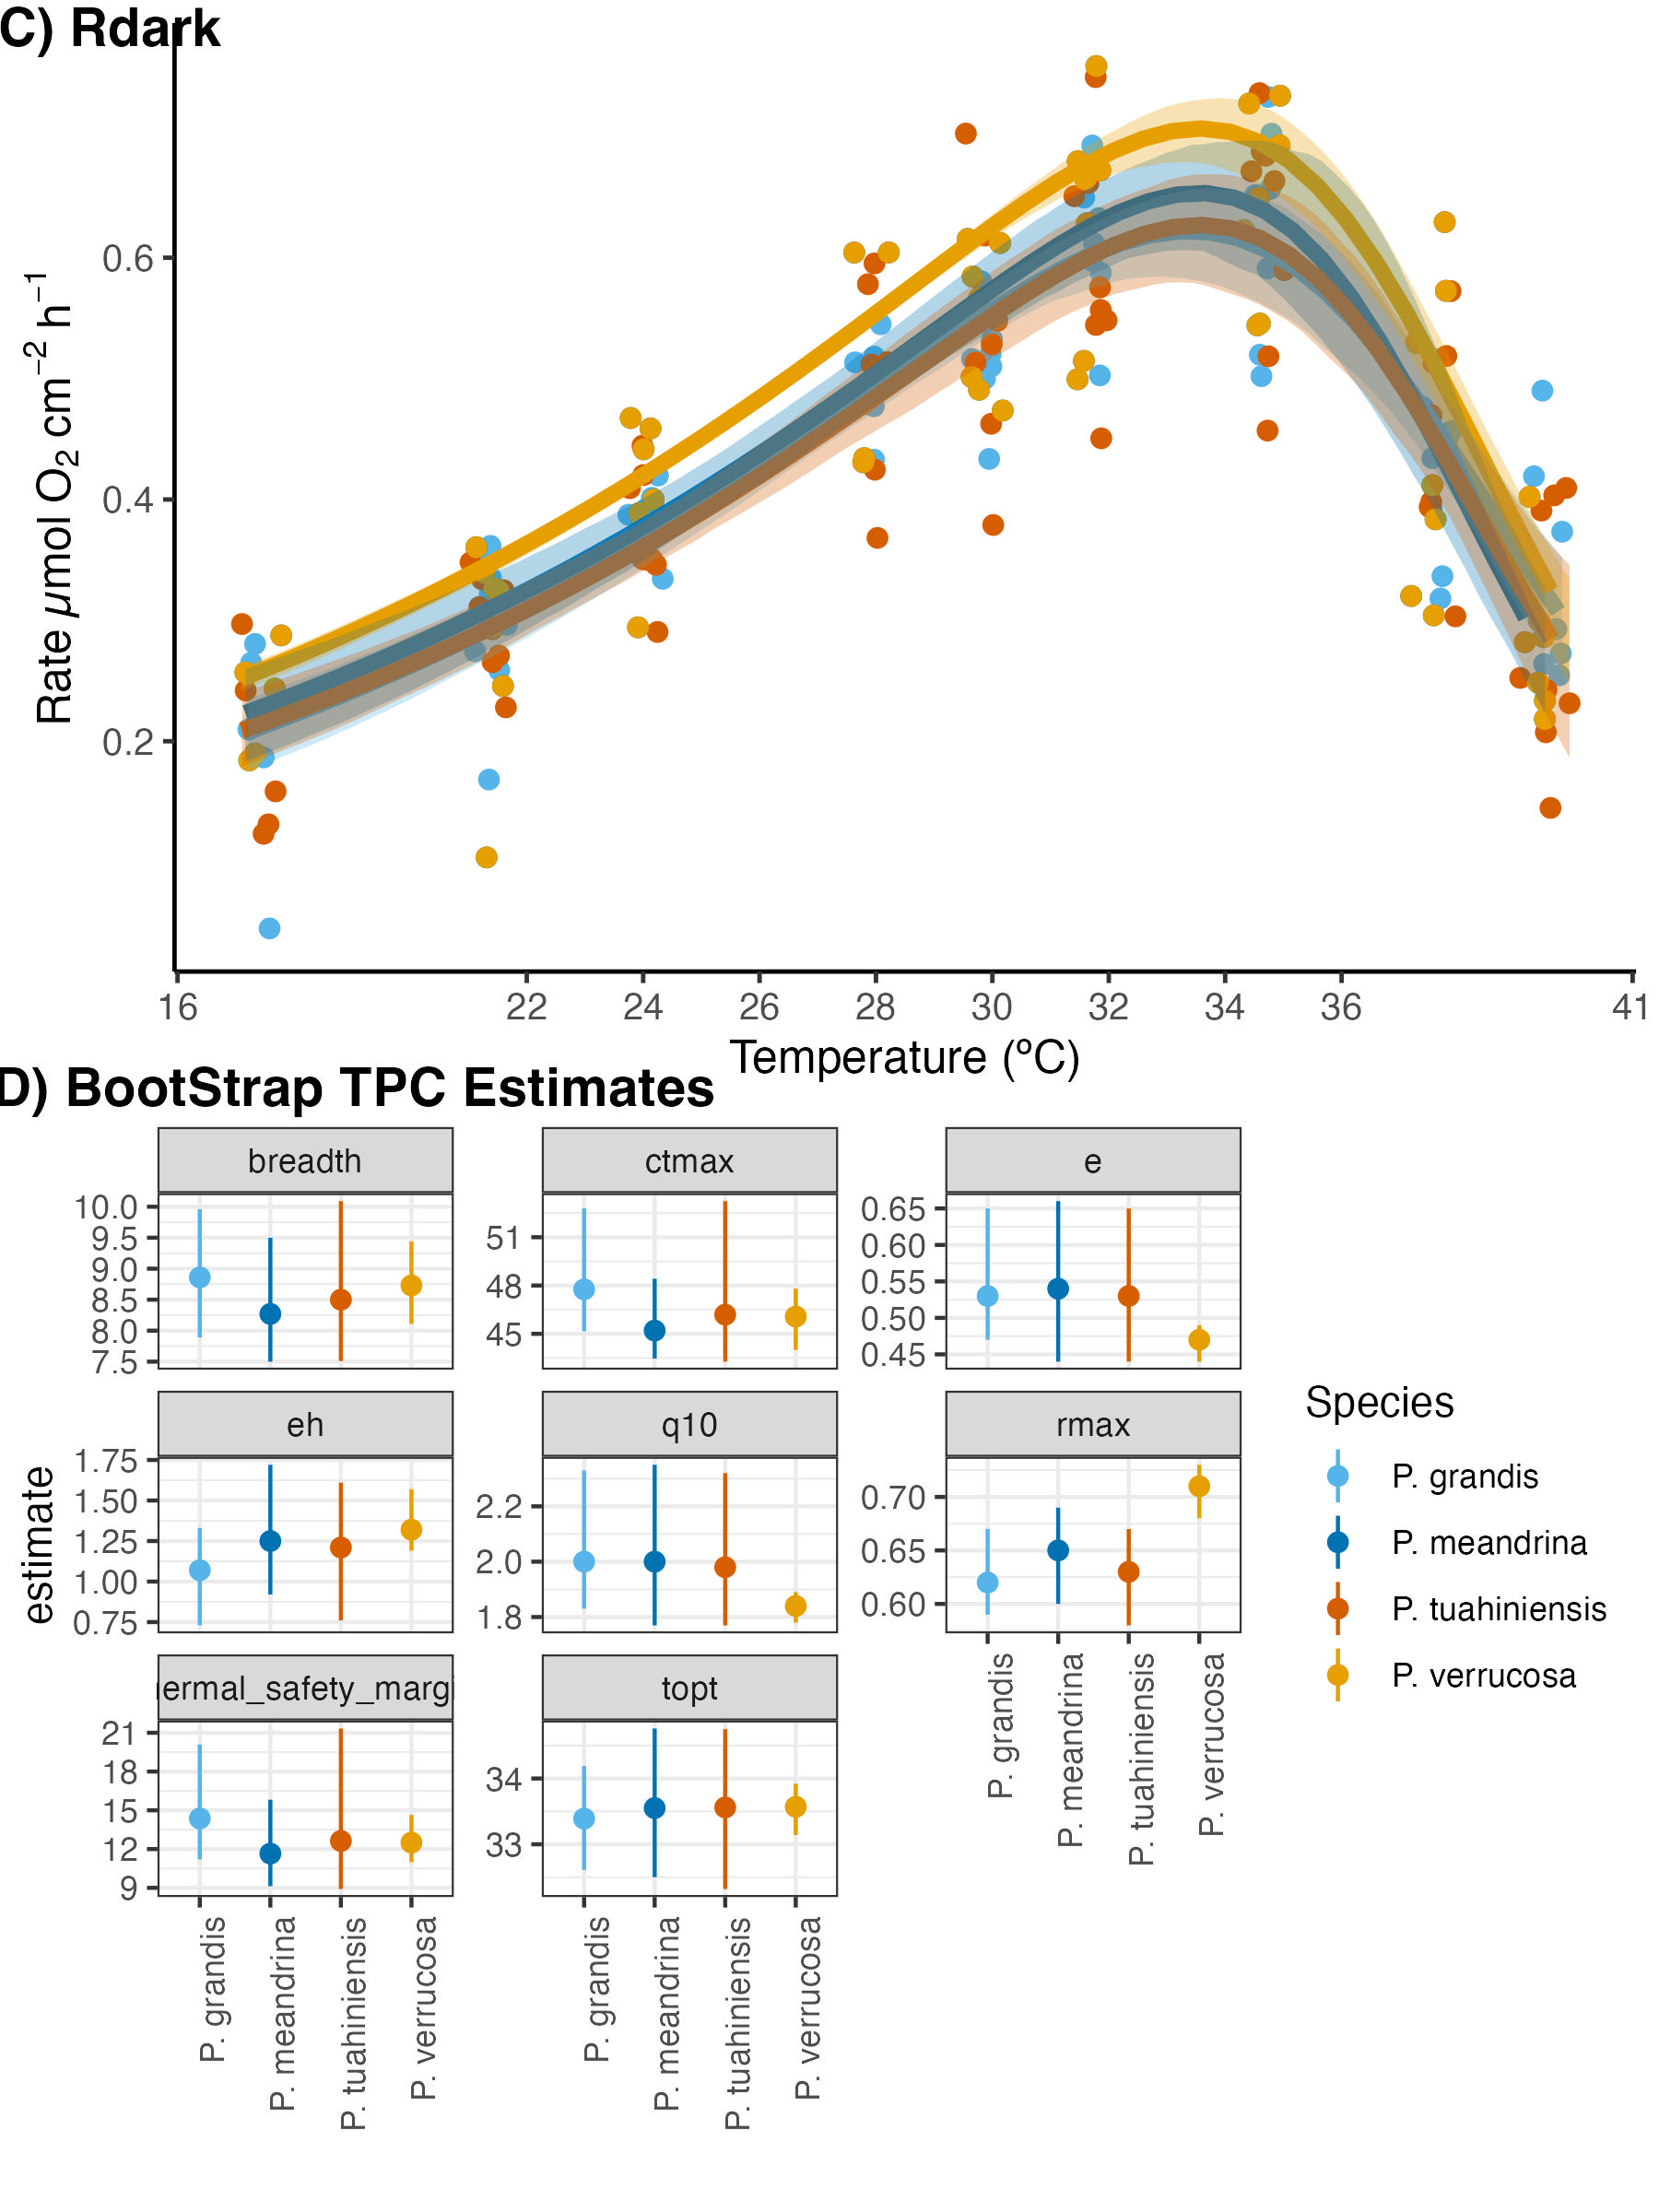 C) Rdark
Rate µmol O₂ cm⁻² h⁻¹
0.6
0.4
0.2
16 22 24 26 28 30 32 34 36 41
Temperature (ºC)
D) BootStrap TPC Estimates
estimate
breadth
10.0
9.5
9.0
8.5
8.0
7.5
ctmax
51
48
45
e
0.65
0.60
0.55
0.50
0.45
eh
1.75
1.50
1.25
1.00
0.75
q10
2.2
2.0
1.8
rmax
0.70
0.65
0.60
P. grandis
P. meandrina
P. tuahiniensis
P. verrucosa
ermal_safety_margi
21
18
15
12
9
P. grandis
P. meandrina
P. tuahiniensis
P. verrucosa
topt
34
33
P. grandis
P. meandrina
P. tuahiniensis
P. verrucosa
Species
P. grandis
P. meandrina
P. tuahiniensis
P. verrucosa